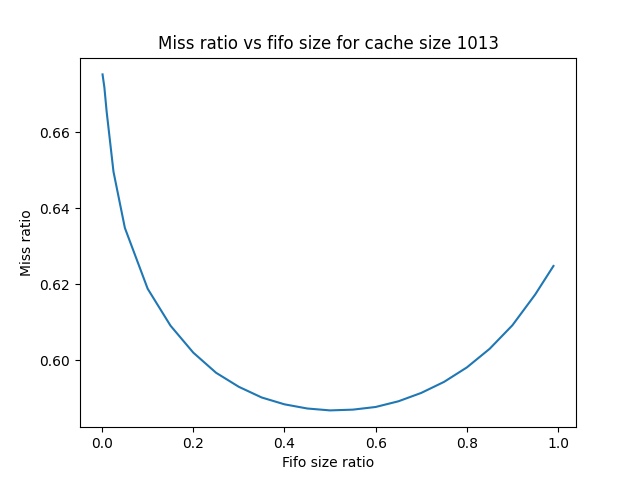 Miss ratio vs fifo size for cache size 1013
Miss ratio
0.66
0.64
0.62
0.60
0.0 0.2 0.4 0.6 0.8 1.0
Fifo size ratio